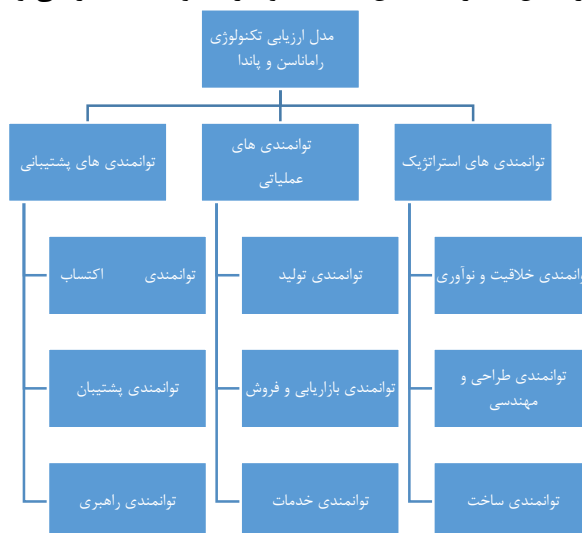 مدل ارزیابی تکنولوژی
راماناسن و پاندا
توانمندی های استراتژیک
توانمندی های
عملیاتی
توانمندی های پشتیبانی
خلاقیت و نوآوری
توانمندی تولید
توانمندی اکتساب
توانمندی طراحی و
مهندسی
توانمندی بازاریابی و فروش
توانمندی پشتیبان
توانمندی ساخت
توانمندی خدمات
توانمندی راهبری